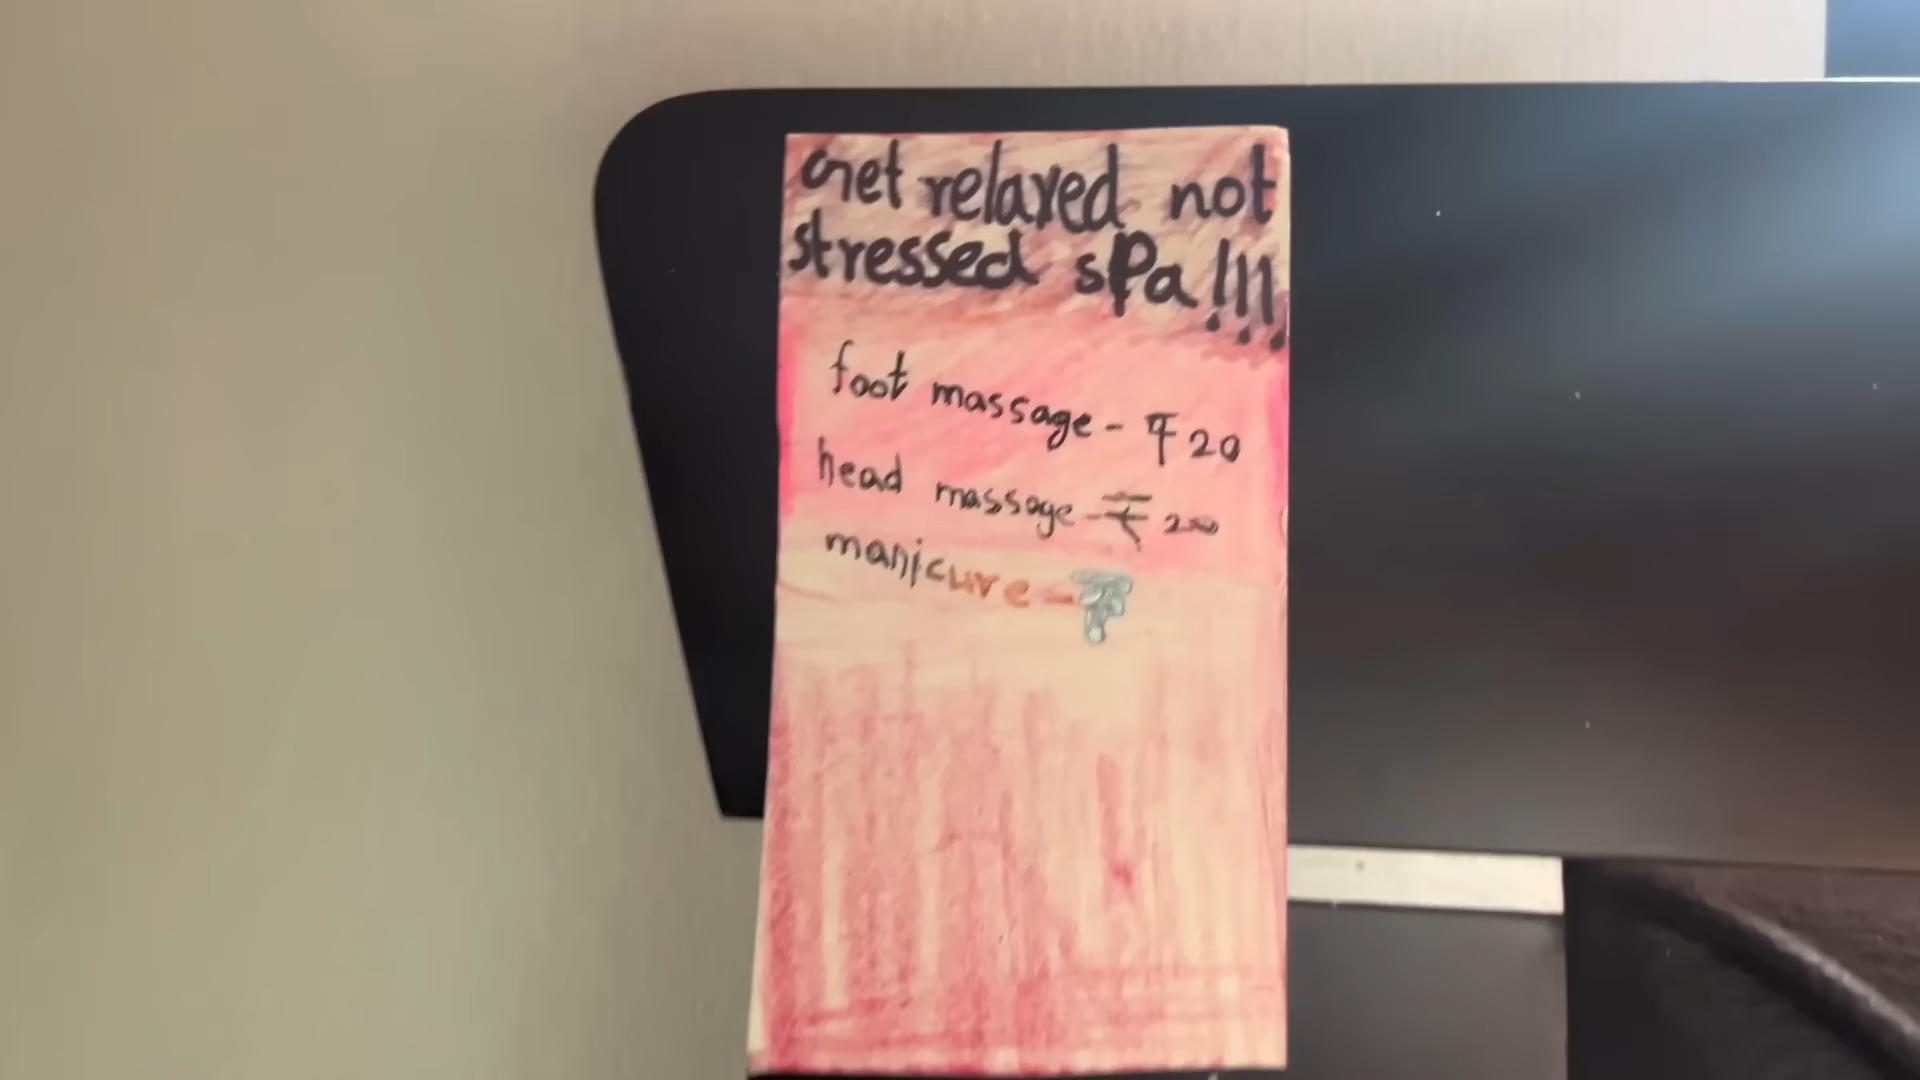 Get relaxed not
stressed spa!!!
foot massage - ₹ 20
head massage - ₹ 200
manicure - ₹